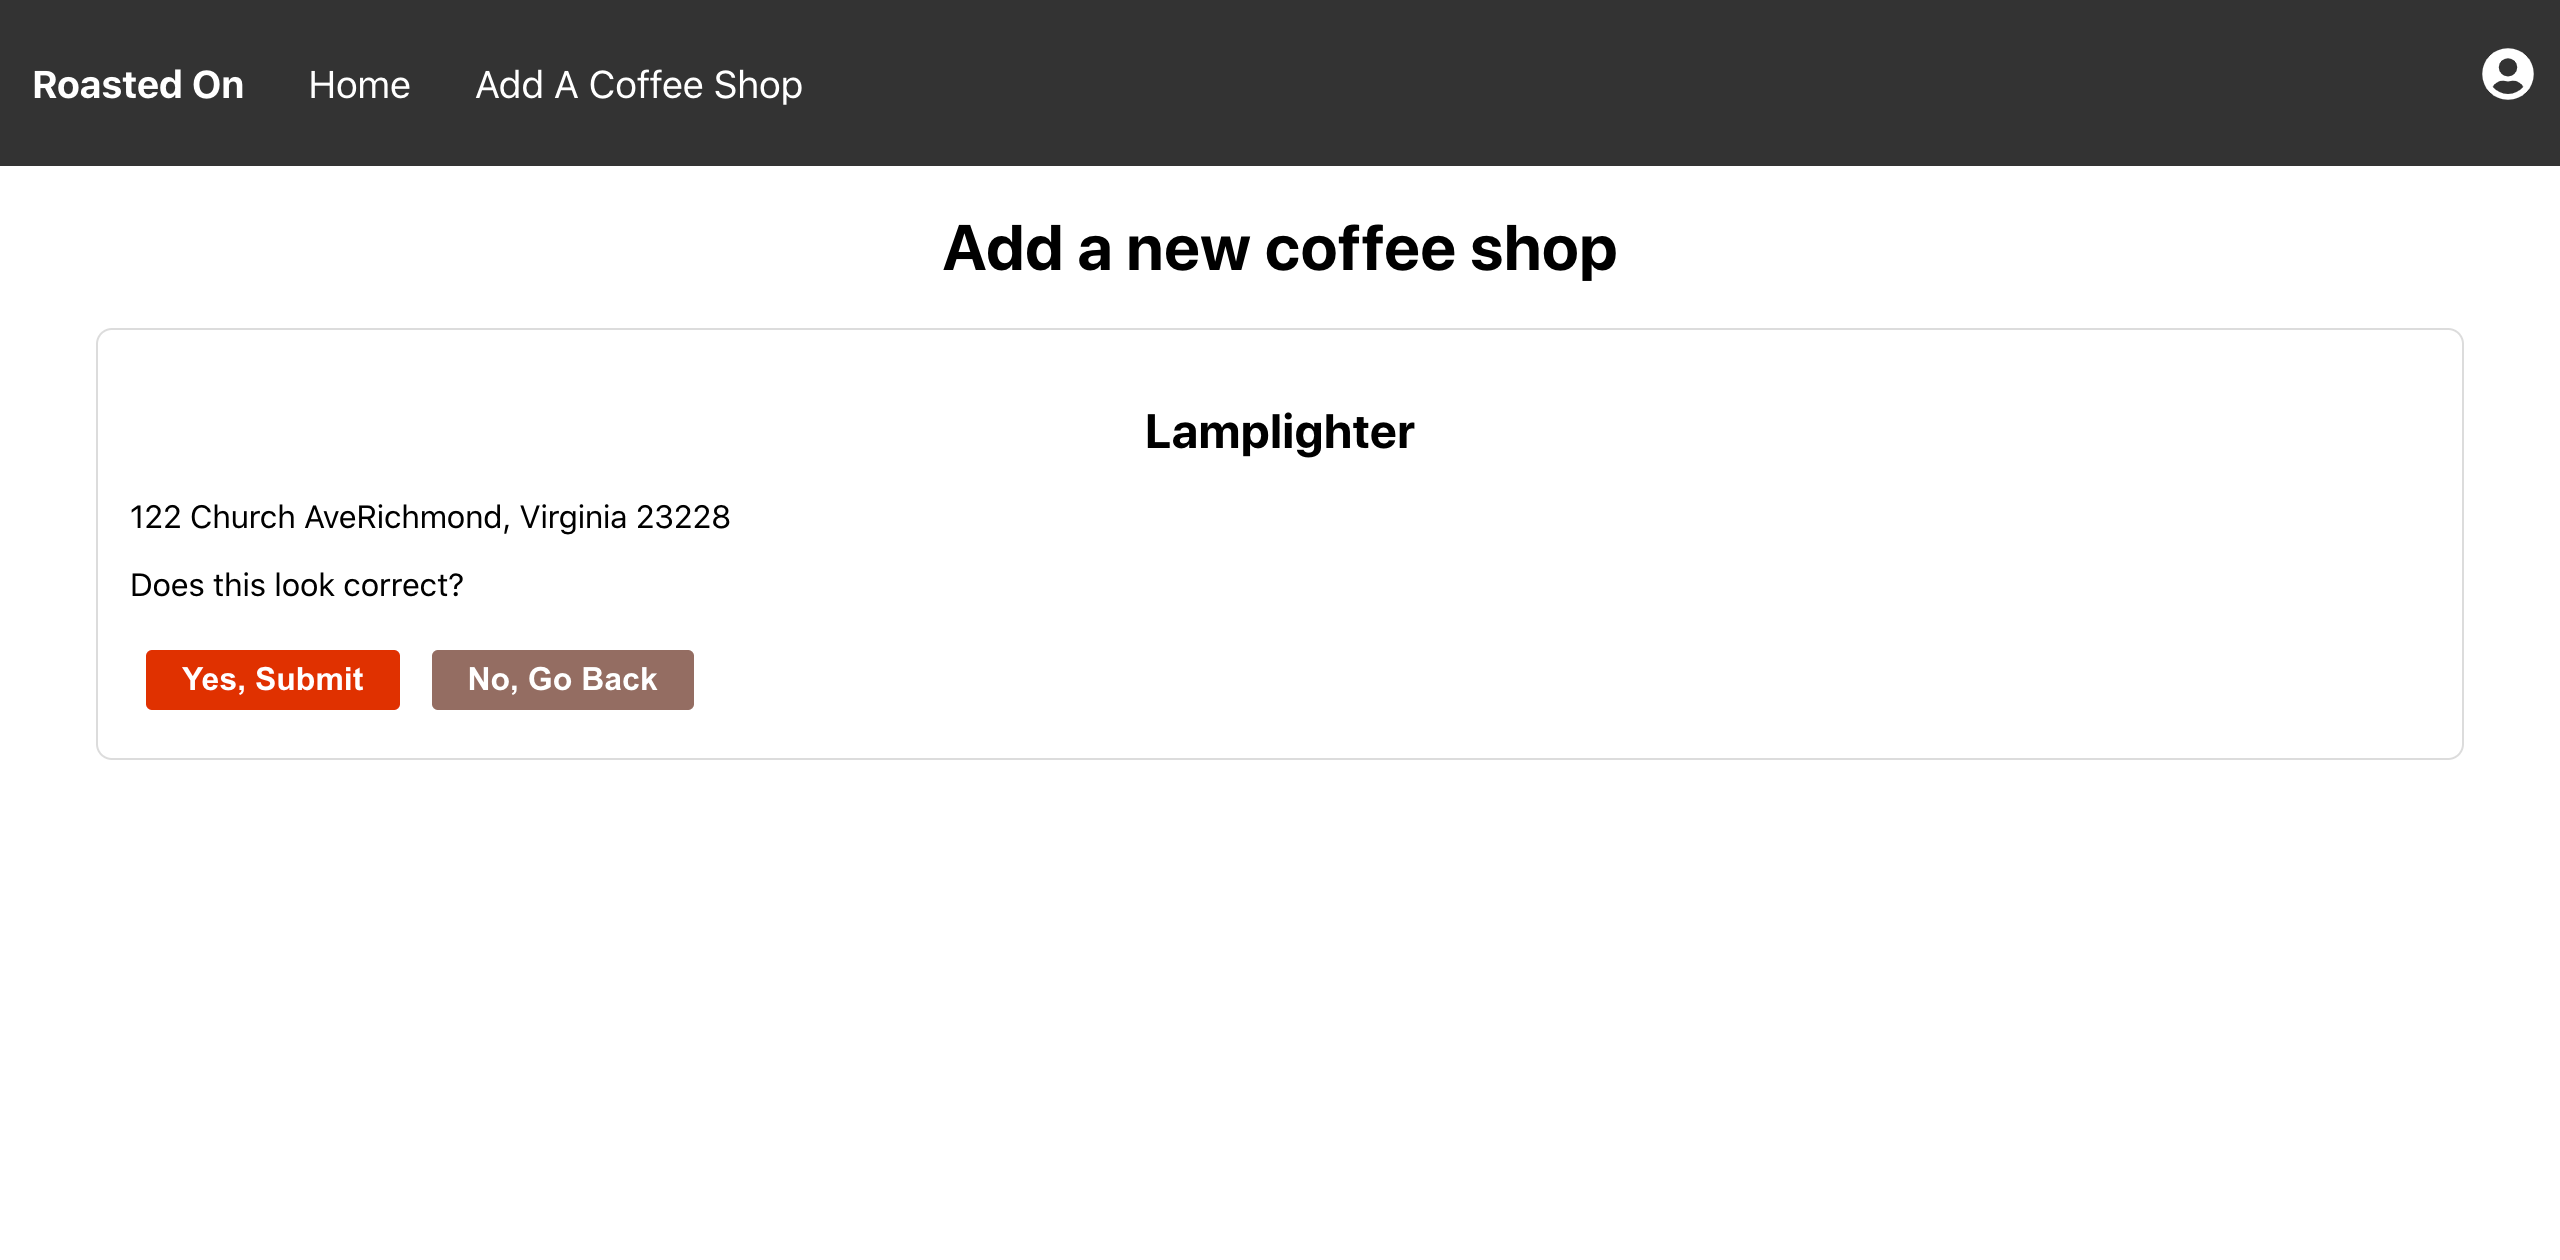 Roasted On Home Add A Coffee Shop
Add a new coffee shop
Lamplighter
122 Church AveRichmond, Virginia 23228
Does this look correct?
Yes, Submit No, Go Back